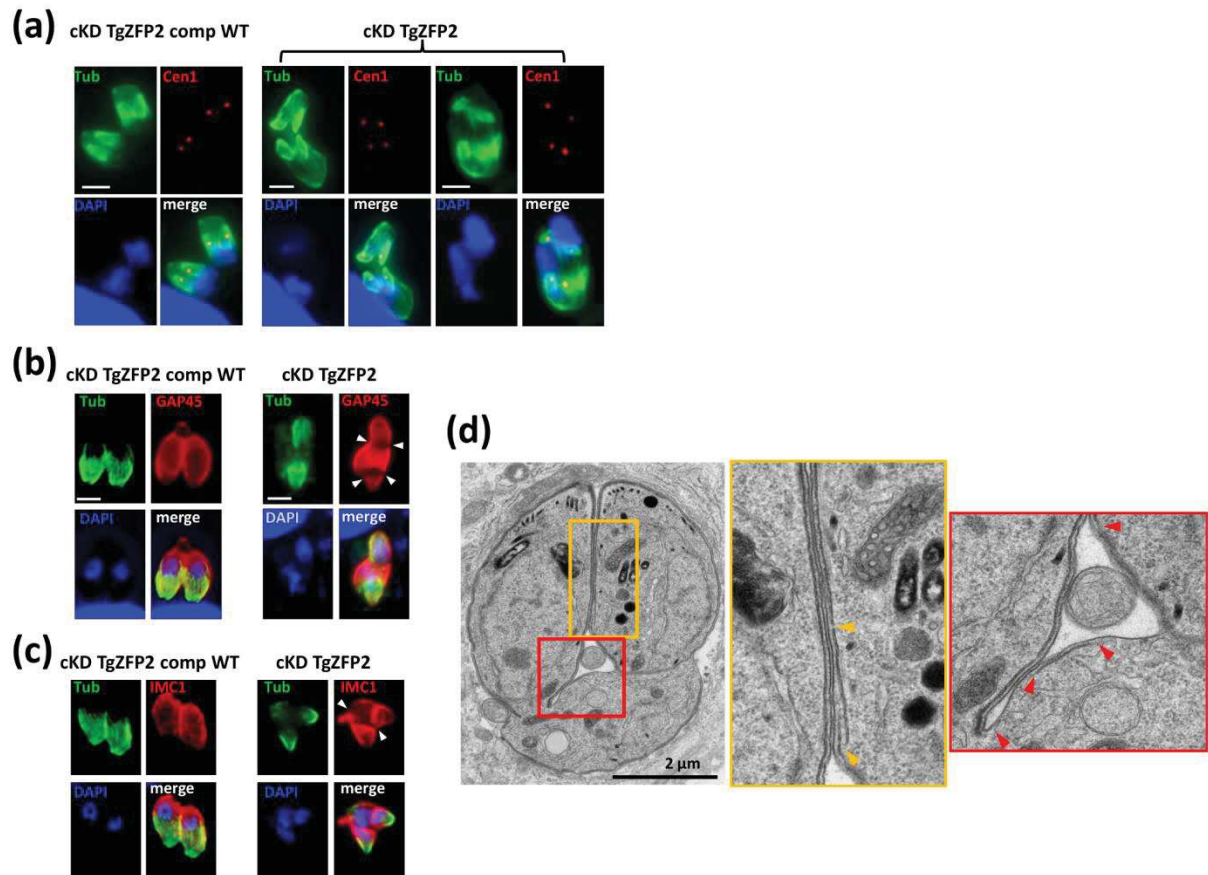 (a)
cKD TgZFP2 comp WT
cKD TgZFP2
Tub
Cen1
Tub
Cen1
Tub
Cen1
DAPI
merge
DAPI
merge
DAPI
merge
(b)
cKD TgZFP2 comp WT
cKD TgZFP2
Tub
GAP45
Tub
GAP45
DAPI
merge
DAPI
merge
(c)
cKD TgZFP2 comp WT
cKD TgZFP2
Tub
IMC1
Tub
IMC1
DAPI
merge
DAPI
merge
(d)
2 µm